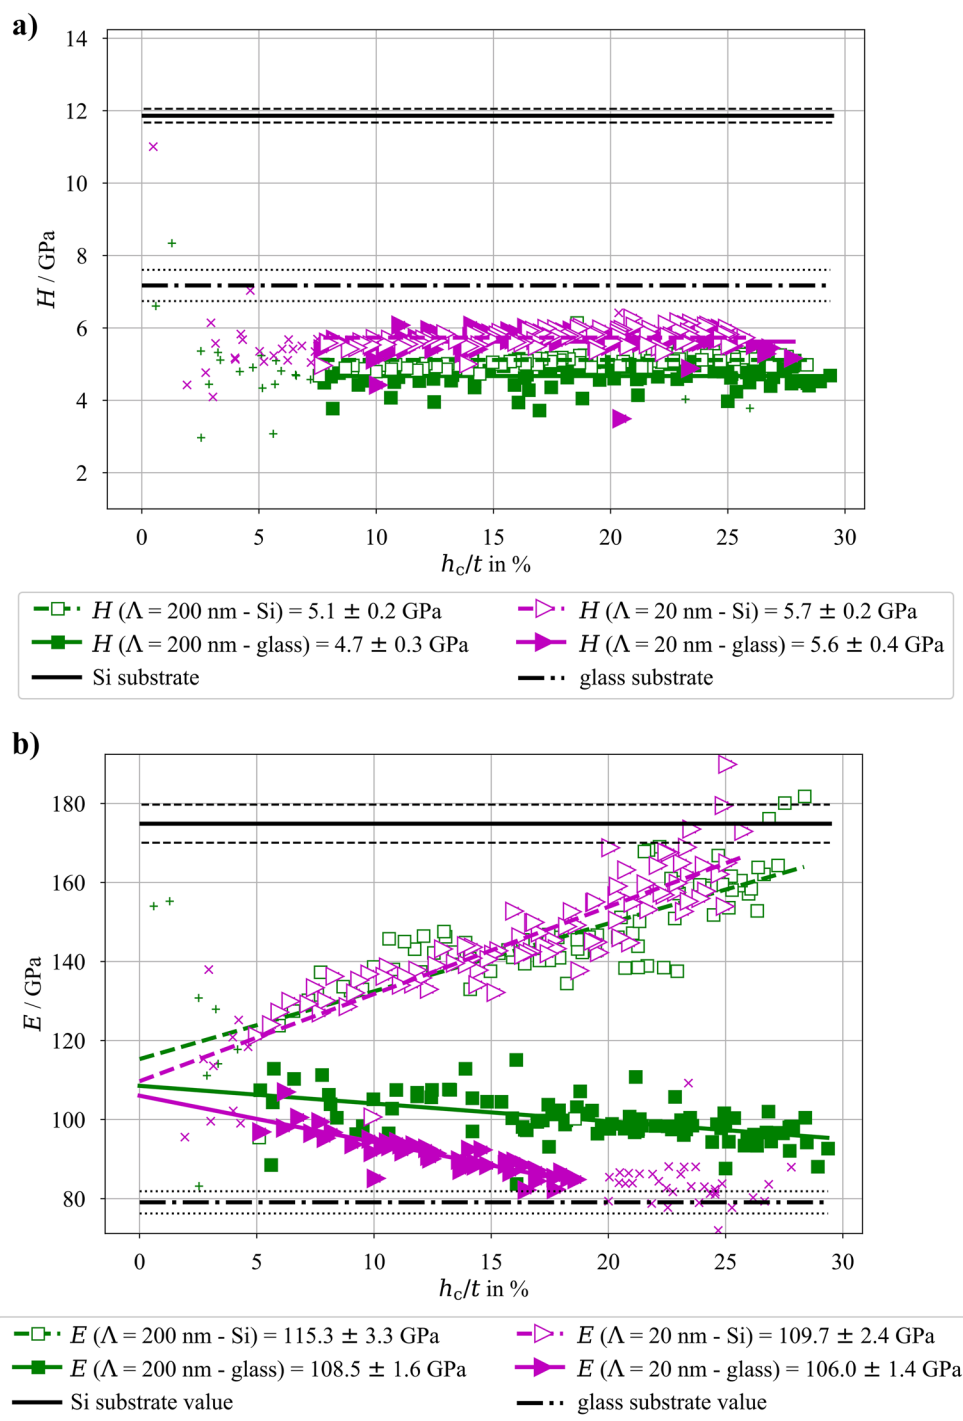 a)
14
12
10
8
6
4
2
H / GPa
0 5 10 15 20 25 30
h_c/t in %
H (Λ = 200 nm - Si) = 5.1 ± 0.2 GPa
H (Λ = 20 nm - Si) = 5.7 ± 0.2 GPa
H (Λ = 200 nm - glass) = 4.7 ± 0.3 GPa
H (Λ = 20 nm - glass) = 5.6 ± 0.4 GPa
Si substrate
glass substrate
b)
180
160
140
120
100
80
E / GPa
0 5 10 15 20 25 30
h_c/t in %
E (Λ = 200 nm - Si) = 115.3 ± 3.3 GPa
E (Λ = 20 nm - Si) = 109.7 ± 2.4 GPa
E (Λ = 200 nm - glass) = 108.5 ± 1.6 GPa
E (Λ = 20 nm - glass) = 106.0 ± 1.4 GPa
Si substrate value
glass substrate value